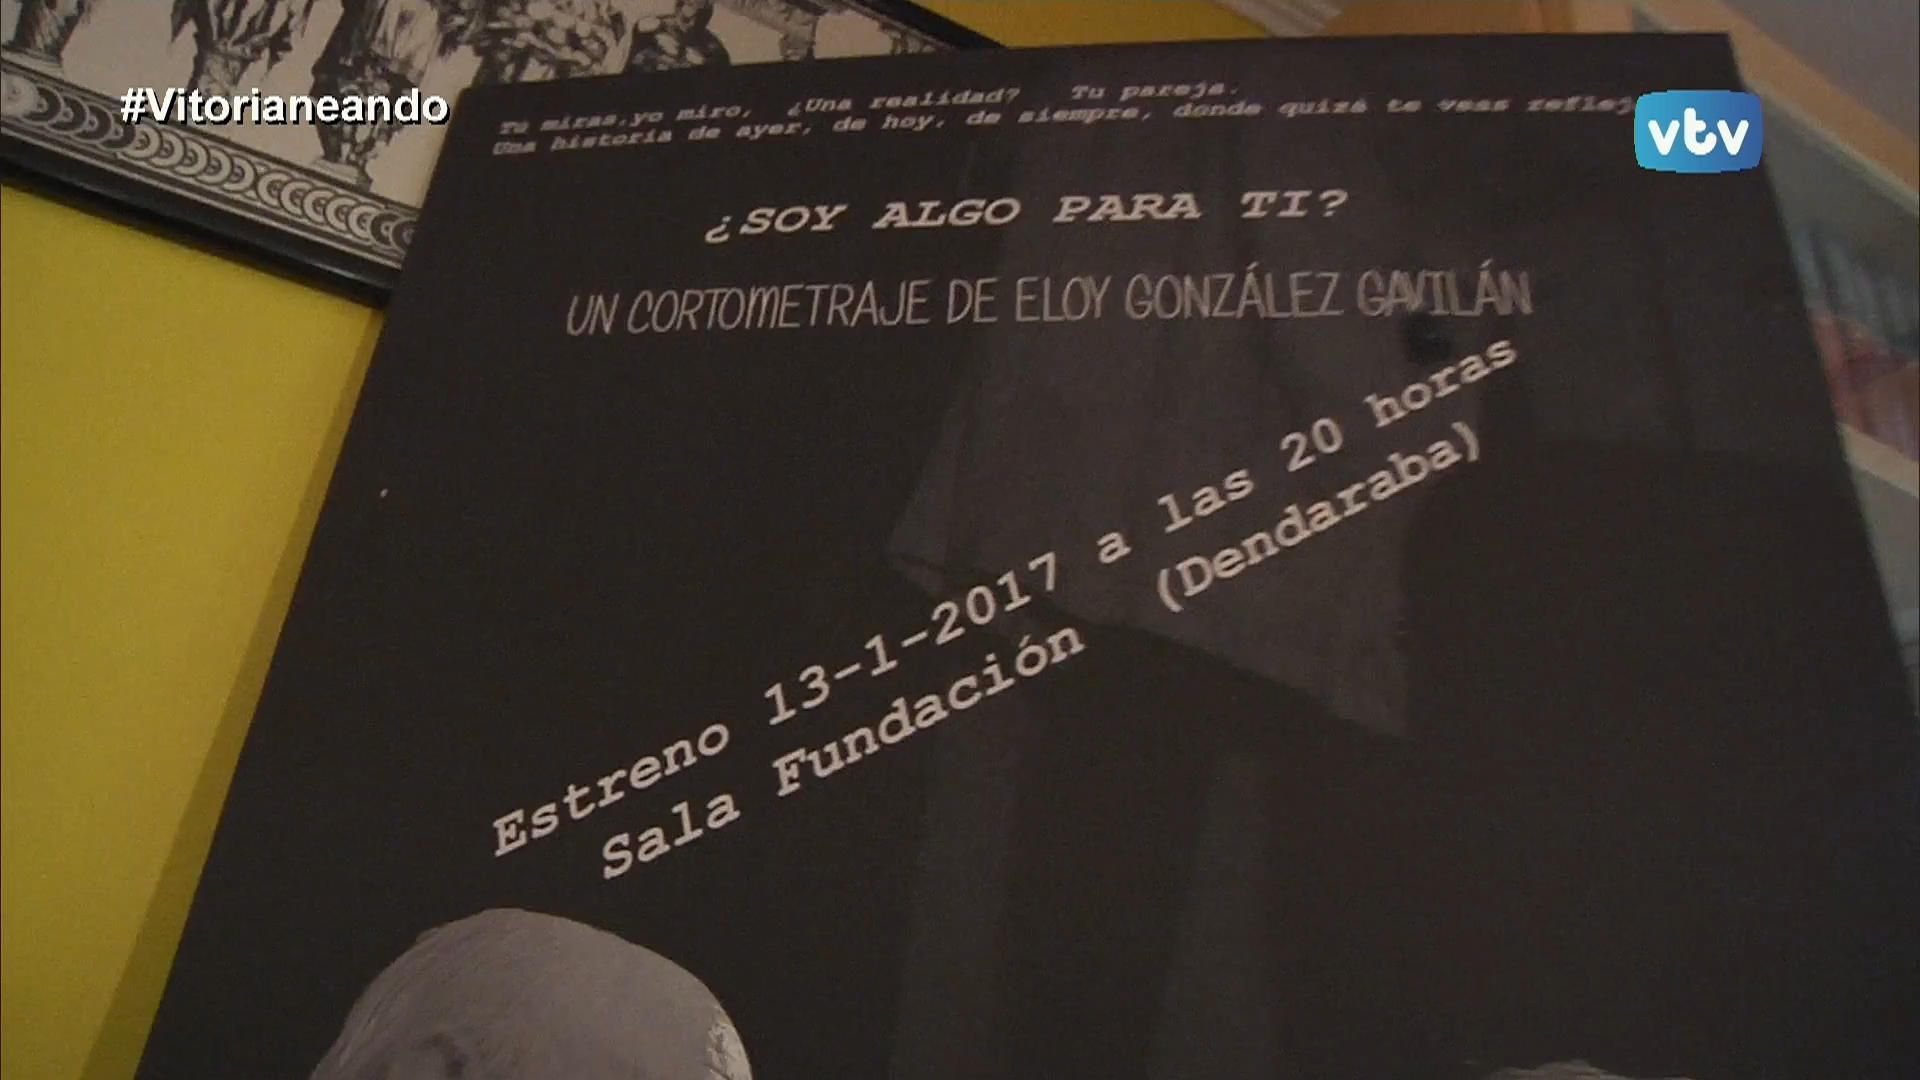 #Vitorianeando
vtv
Tú miras, yo miro, ¿Una realidad? Tu pareja.
Una historia de ayer, de hoy, de siempre, donde quizá te veas
¿SOY ALGO PARA TI?
UN CORTOMETRAJE DE ELOY GONZÁLEZ GAVILÁN
Estreno 13-1-2017 a las 20 horas
Sala Fundación (Dendaraba)